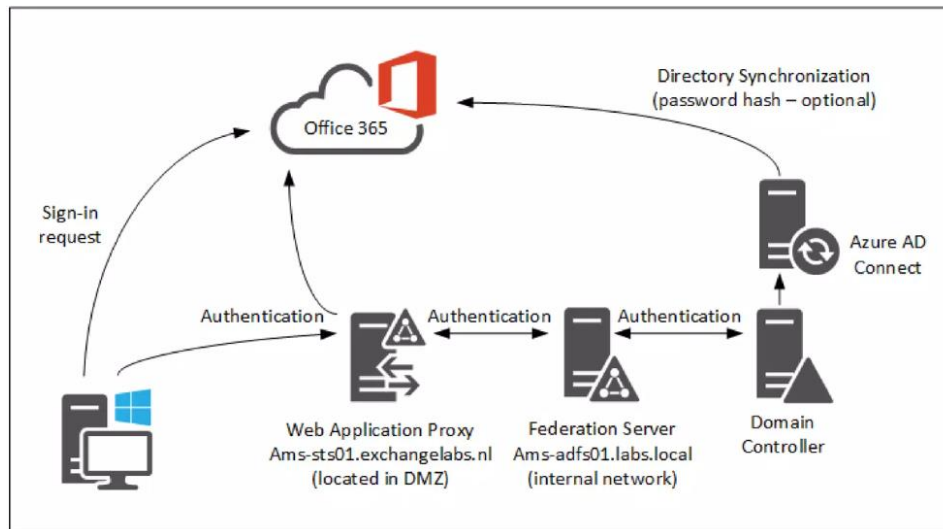 Directory Synchronization
(password hash – optional)
Office 365
Sign-in
request
Azure AD
Connect
Authentication
Authentication
Authentication
Web Application Proxy
Ams-sts01.exchangelabs.nl
(located in DMZ)
Federation Server
Ams-adfs01.labs.local
(internal network)
Domain
Controller